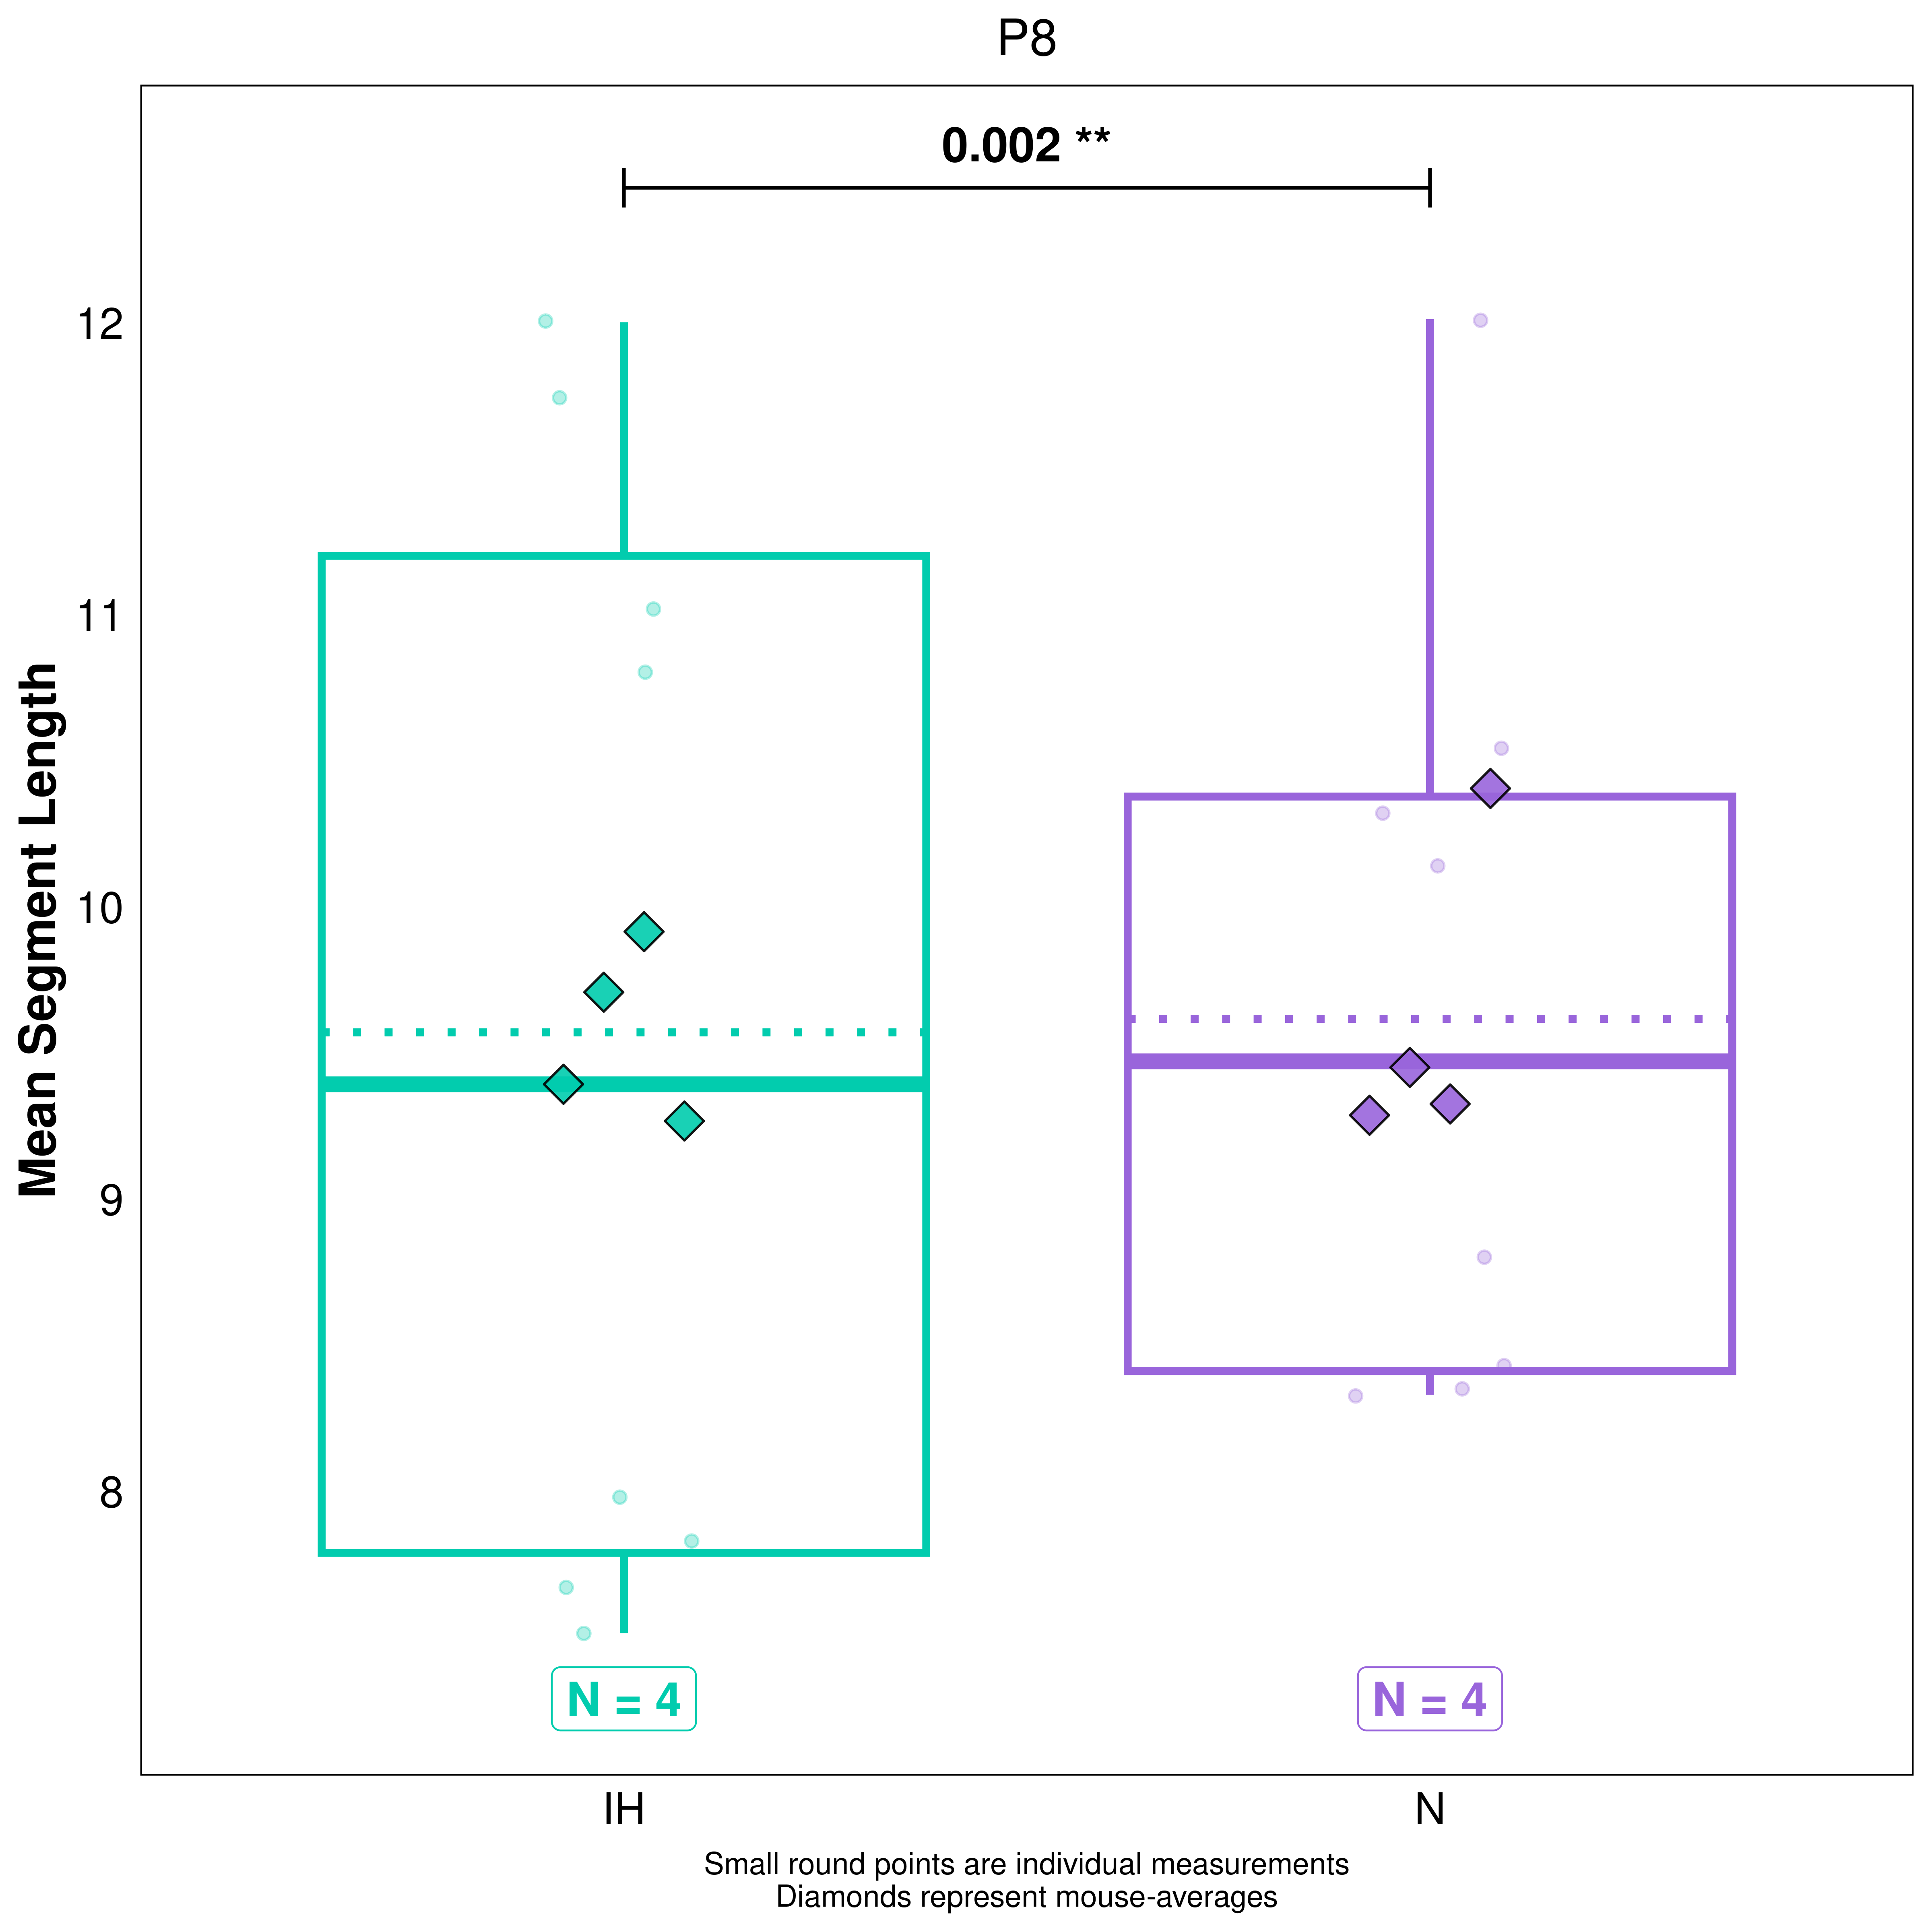 P8
0.002 **
12
11
10
9
8
Mean Segment Length
N = 4
N = 4
IH
N
Small round points are individual measurements
Diamonds represent mouse-averages